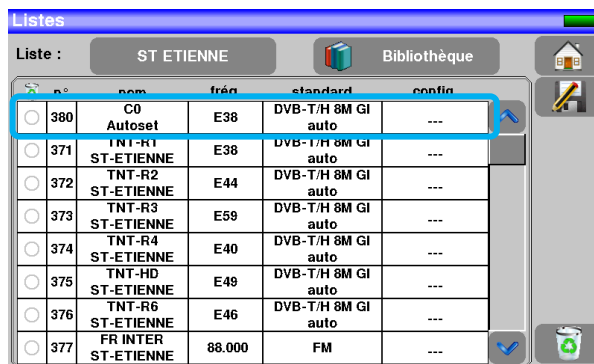 Listes
Liste :
ST ETIENNE
Bibliothèque
n° nom fréq standard config
380 C0 Autoset E38 DVB-T/H 8M GI auto ---
371 TNT-R1 ST-ETIENNE E38 DVB-T/H 8M GI auto ---
372 TNT-R2 ST-ETIENNE E44 DVB-T/H 8M GI auto ---
373 TNT-R3 ST-ETIENNE E59 DVB-T/H 8M GI auto ---
374 TNT-R4 ST-ETIENNE E40 DVB-T/H 8M GI auto ---
375 TNT-HD ST-ETIENNE E49 DVB-T/H 8M GI auto ---
376 TNT-R6 ST-ETIENNE E46 DVB-T/H 8M GI auto ---
377 FR INTER ST-ETIENNE 88.000 FM ---